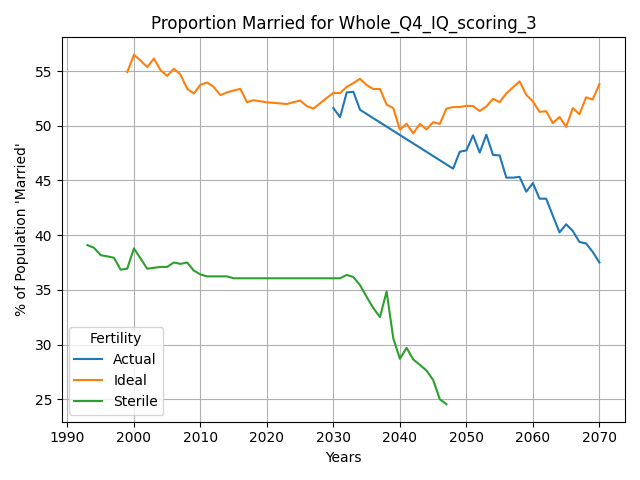 Proportion Married for Whole_Q4_IQ_scoring_3
% of Population 'Married'
55
50
45
40
35
30
25
Fertility
Actual
Ideal
Sterile
1990 2000 2010 2020 2030 2040 2050 2060 2070
Years